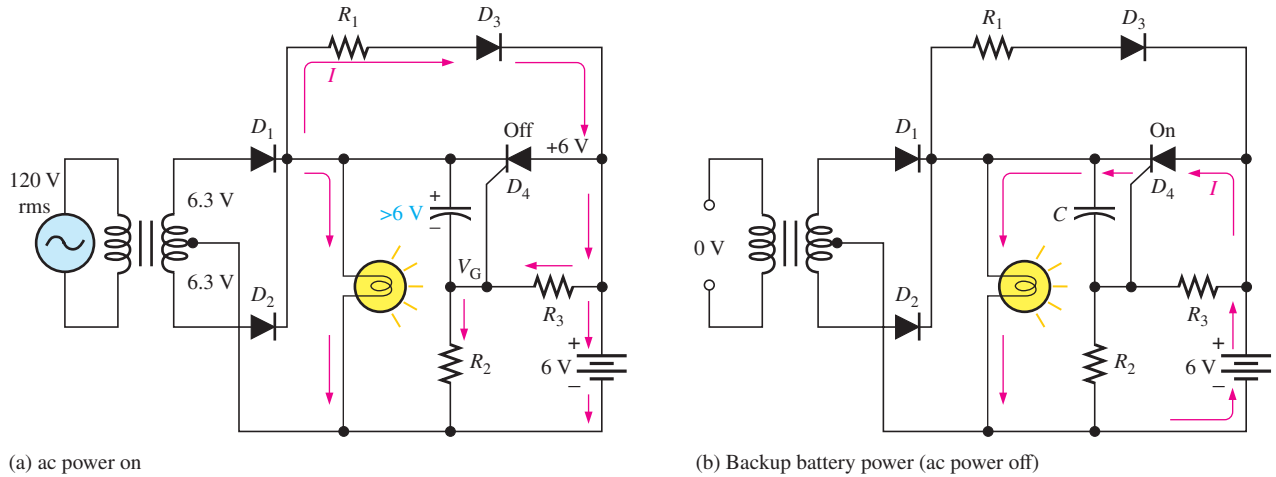 R1
D3
I
D1
Off
+6 V
D4
120 V
rms
6.3 V
+
>6 V
−
6.3 V
VG
D2
R3
R2
+
6 V
−
(a) ac power on
R1
D3
D1
On
D4
I
C
0 V
D2
R3
R2
+
6 V
−
(b) Backup battery power (ac power off)